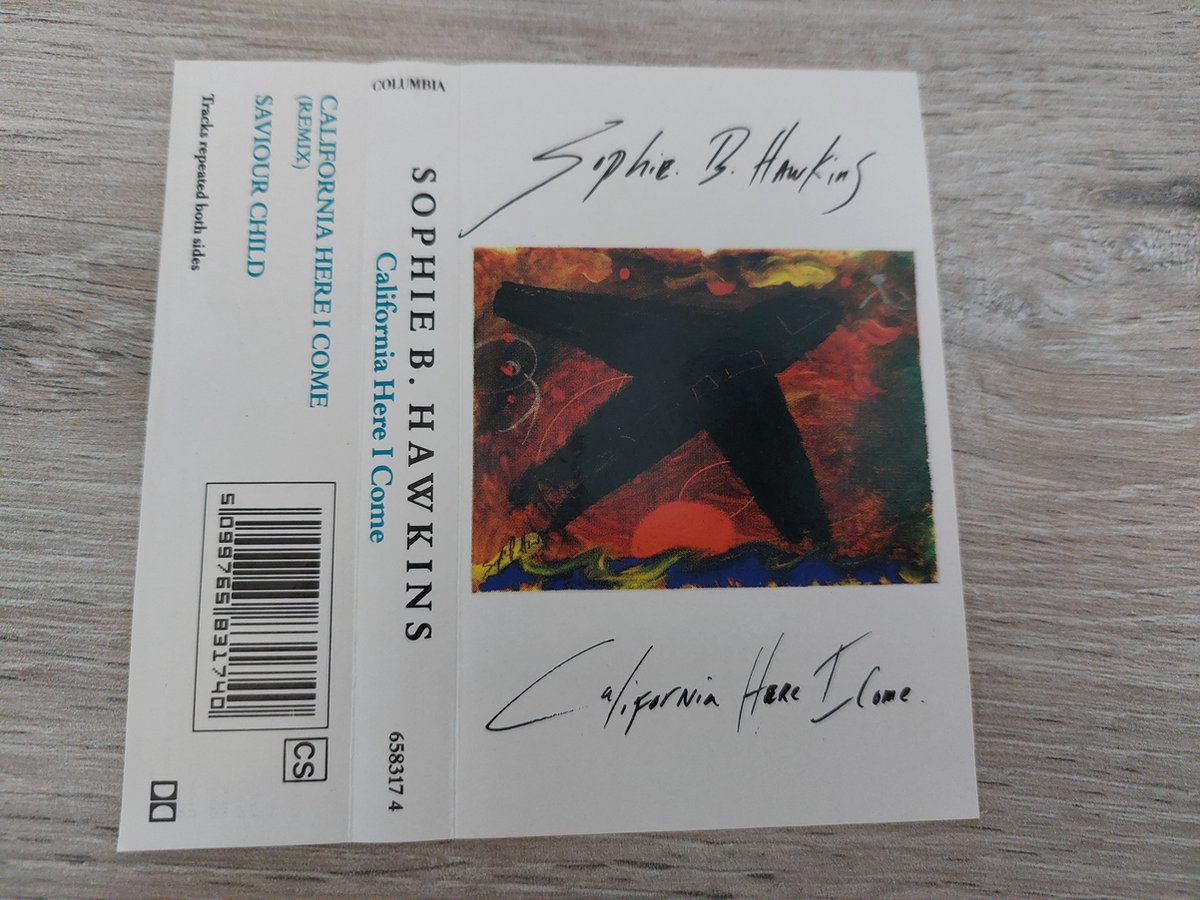 Sophie. B. Hawkins
California Here I Come.
COLUMBIA
SOPHIE B. HAWKINS
California Here I Come
658317 4
CALIFORNIA HERE I COME
(REMIX)
SAVIOUR CHILD
Tracks repeated both sides
5 099765 831740
CS